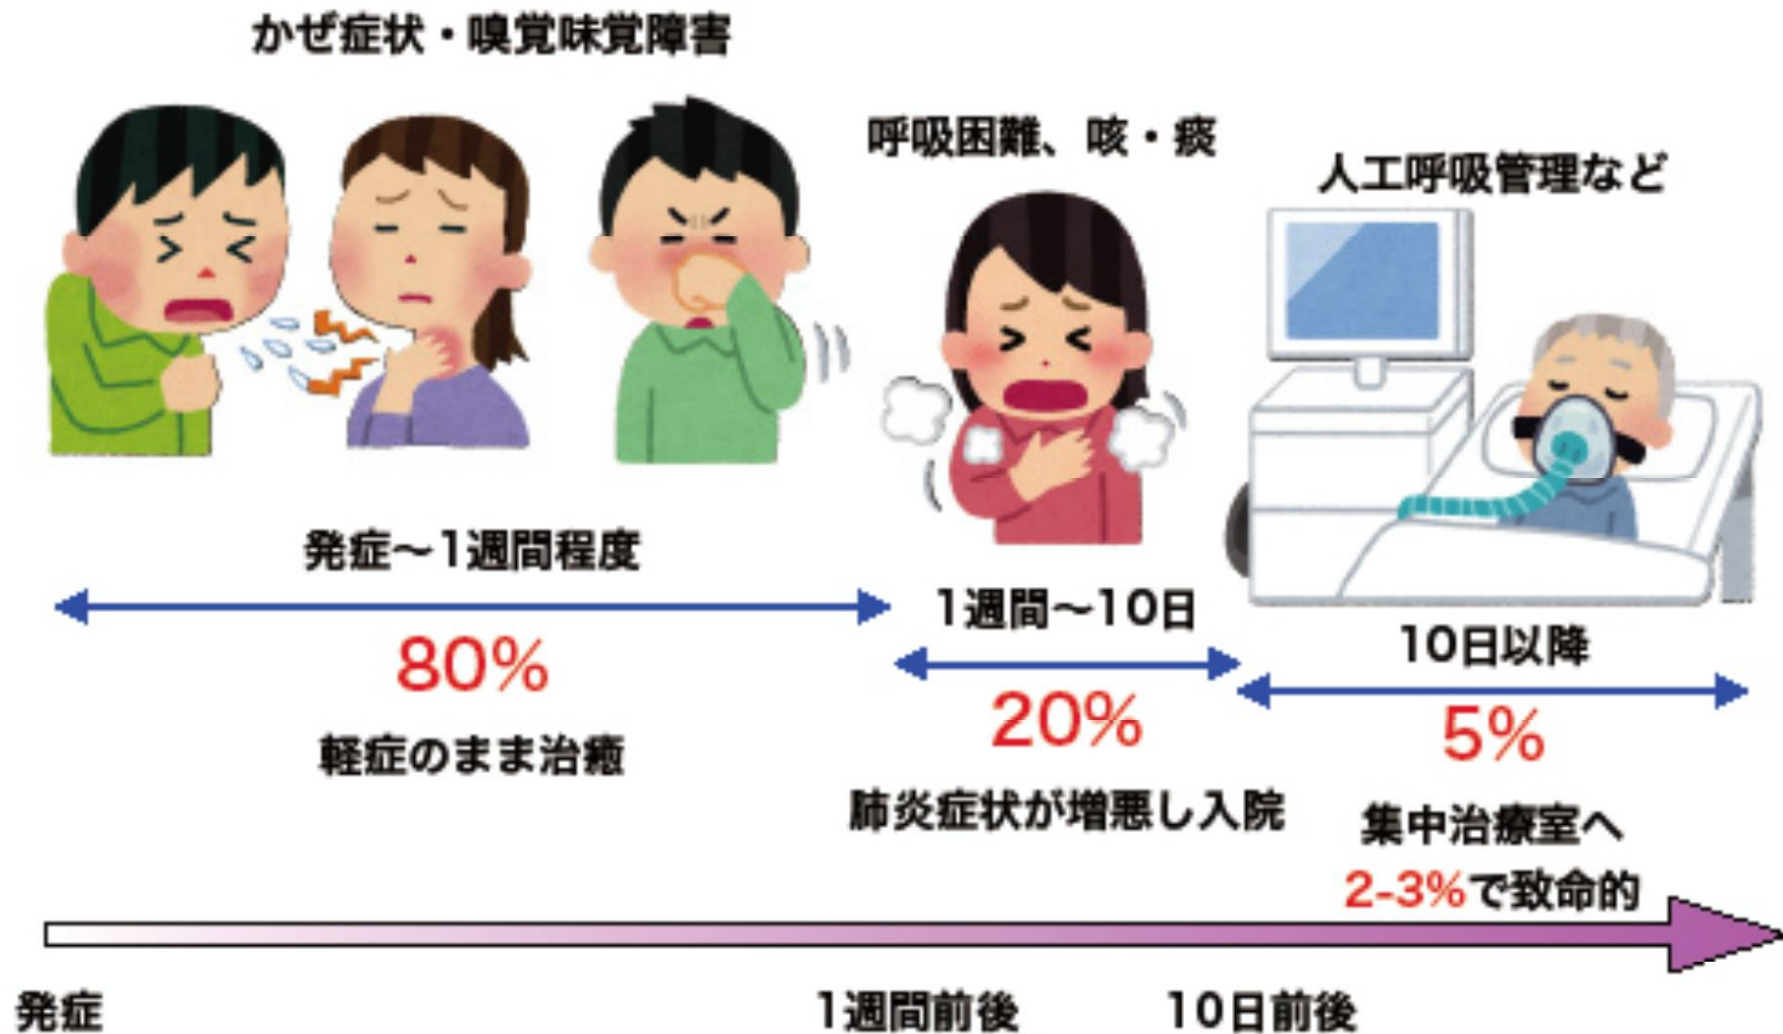 かぜ症状・嗅覚味覚障害
呼吸困難、咳・痰
人工呼吸管理など
発症～1週間程度
80%
軽症のまま治癒
1週間～10日
20%
肺炎症状が増悪し入院
10日以降
5%
集中治療室へ
2-3%で致命的
発症
1週間前後
10日前後